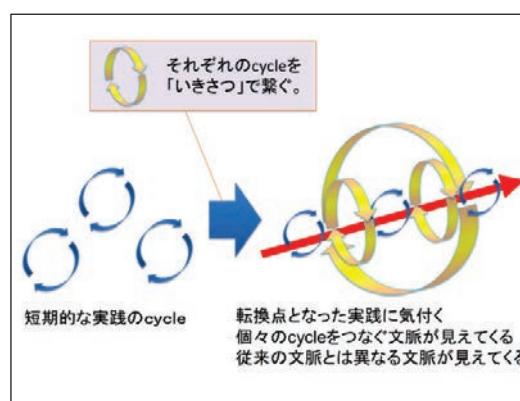 それぞれのcycleを
「いきさつ」で繋ぐ。
短期的な実践のcycle
転換点となった実践に気付く
個々のcycleをつなぐ文脈が見えてくる
従来の文脈とは異なる文脈が見えてくる